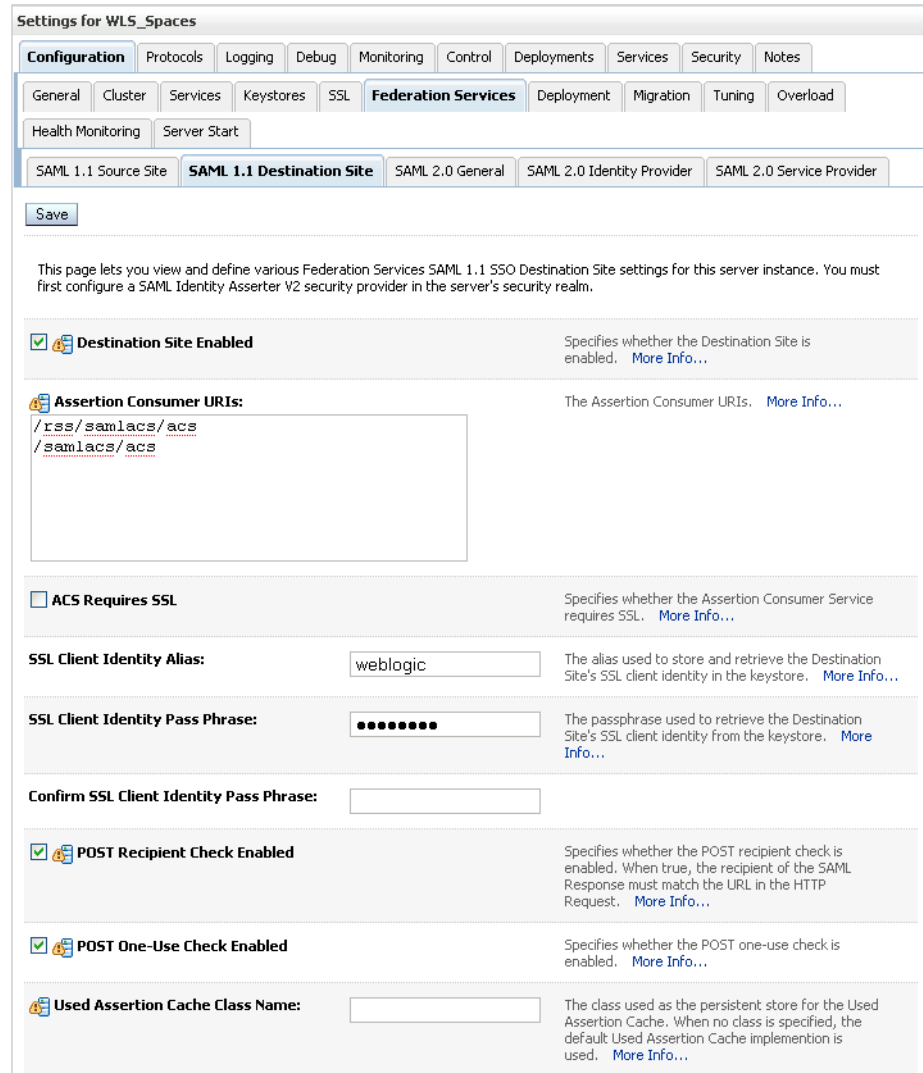 Settings for WLS_Spaces
Configuration Protocols Logging Debug Monitoring Control Deployments Services Security Notes
General Cluster Services Keystores SSL Federation Services Deployment Migration Tuning Overload
Health Monitoring Server Start
SAML 1.1 Source Site SAML 1.1 Destination Site SAML 2.0 General SAML 2.0 Identity Provider SAML 2.0 Service Provider
Save
This page lets you view and define various Federation Services SAML 1.1 SSO Destination Site settings for this server instance. You must
first configure a SAML Identity Asserter V2 security provider in the server's security realm.
Destination Site Enabled
Specifies whether the Destination Site is
enabled. More Info...
Assertion Consumer URIs:
The Assertion Consumer URIs. More Info...
/rss/samlacs/acs
/samlacs/acs
ACS Requires SSL
Specifies whether the Assertion Consumer Service
requires SSL. More Info...
SSL Client Identity Alias:
weblogic
The alias used to store and retrieve the Destination
Site's SSL client identity in the keystore. More Info...
SSL Client Identity Pass Phrase:
●●●●●●●●
The passphrase used to retrieve the Destination
Site's SSL client identity from the keystore. More
Info...
Confirm SSL Client Identity Pass Phrase:
POST Recipient Check Enabled
Specifies whether the POST recipient check is
enabled. When true, the recipient of the SAML
Response must match the URL in the HTTP
Request. More Info...
POST One-Use Check Enabled
Specifies whether the POST one-use check is
enabled. More Info...
Used Assertion Cache Class Name:
The class used as the persistent store for the Used
Assertion Cache. When no class is specified, the
default Used Assertion Cache implemention is
used. More Info...